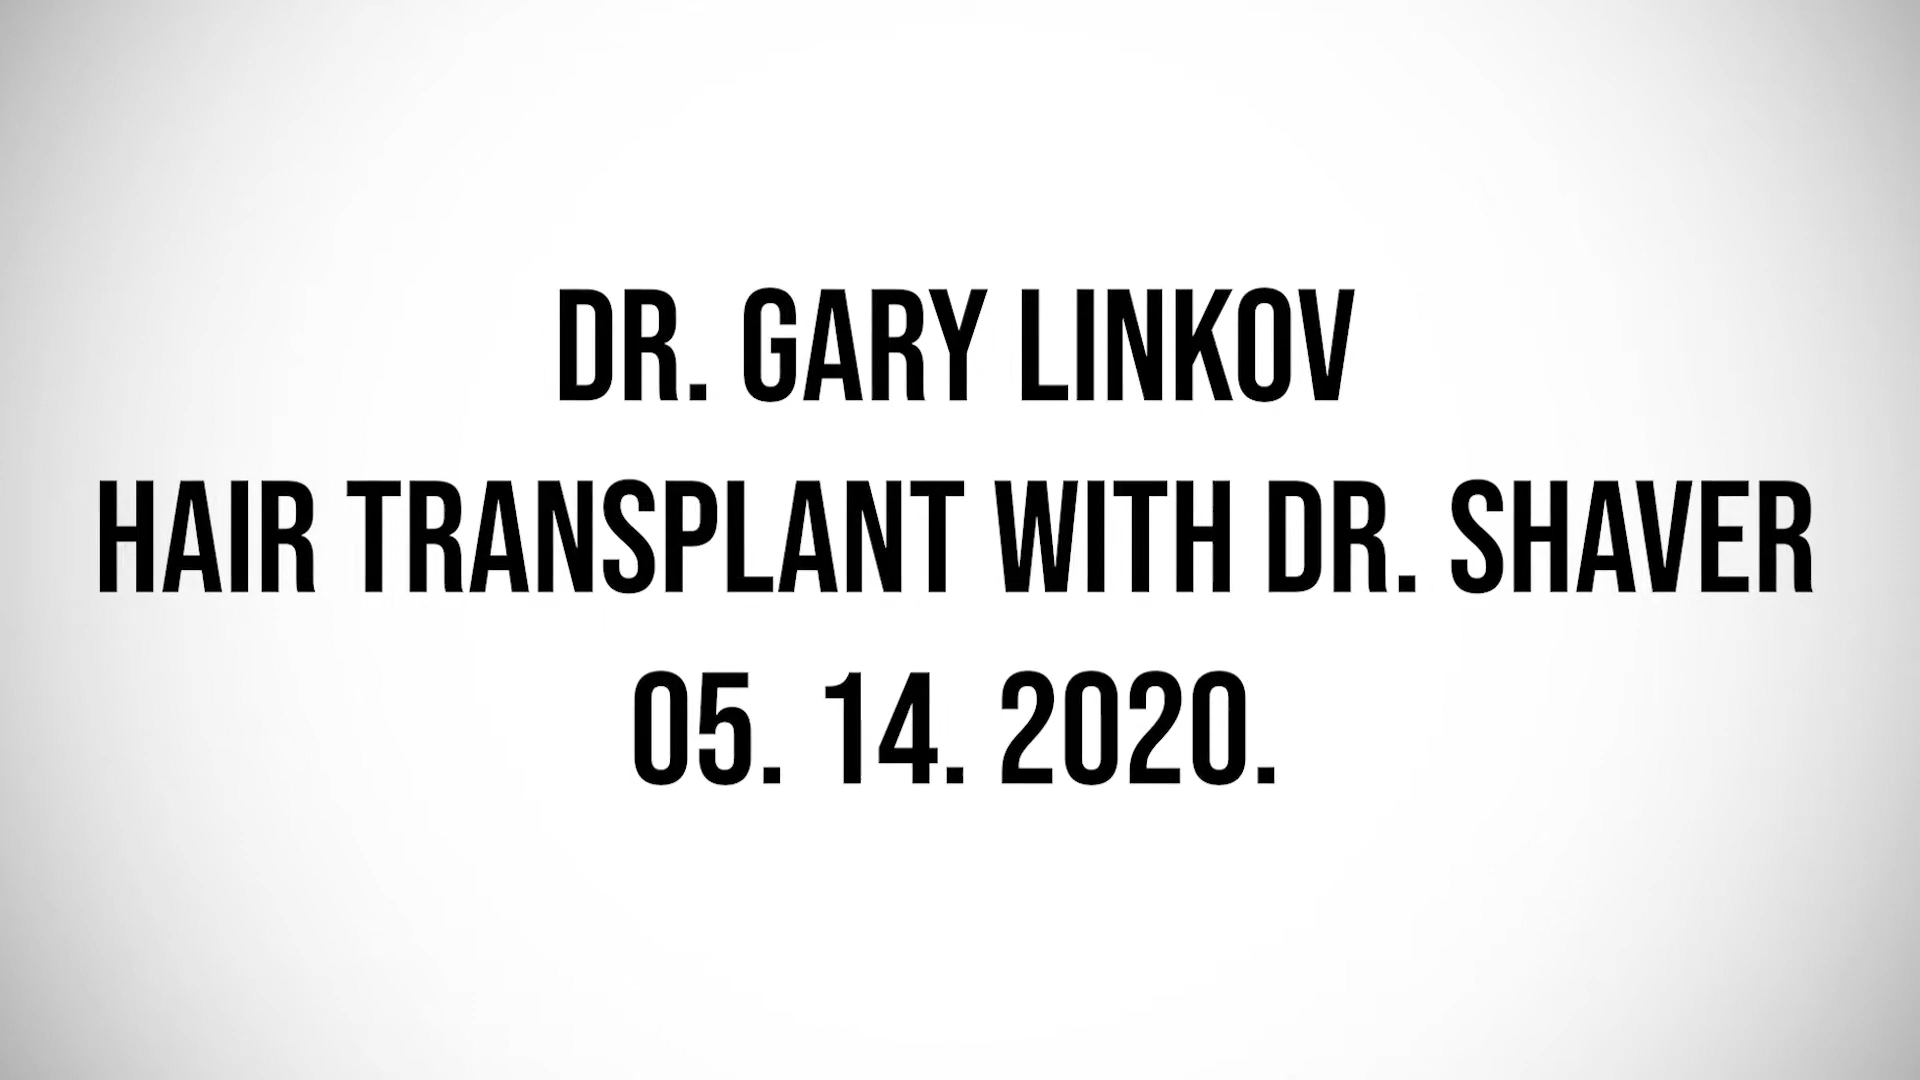 DR. GARY LINKOV
HAIR TRANSPLANT WITH DR. SHAVER
05. 14. 2020.